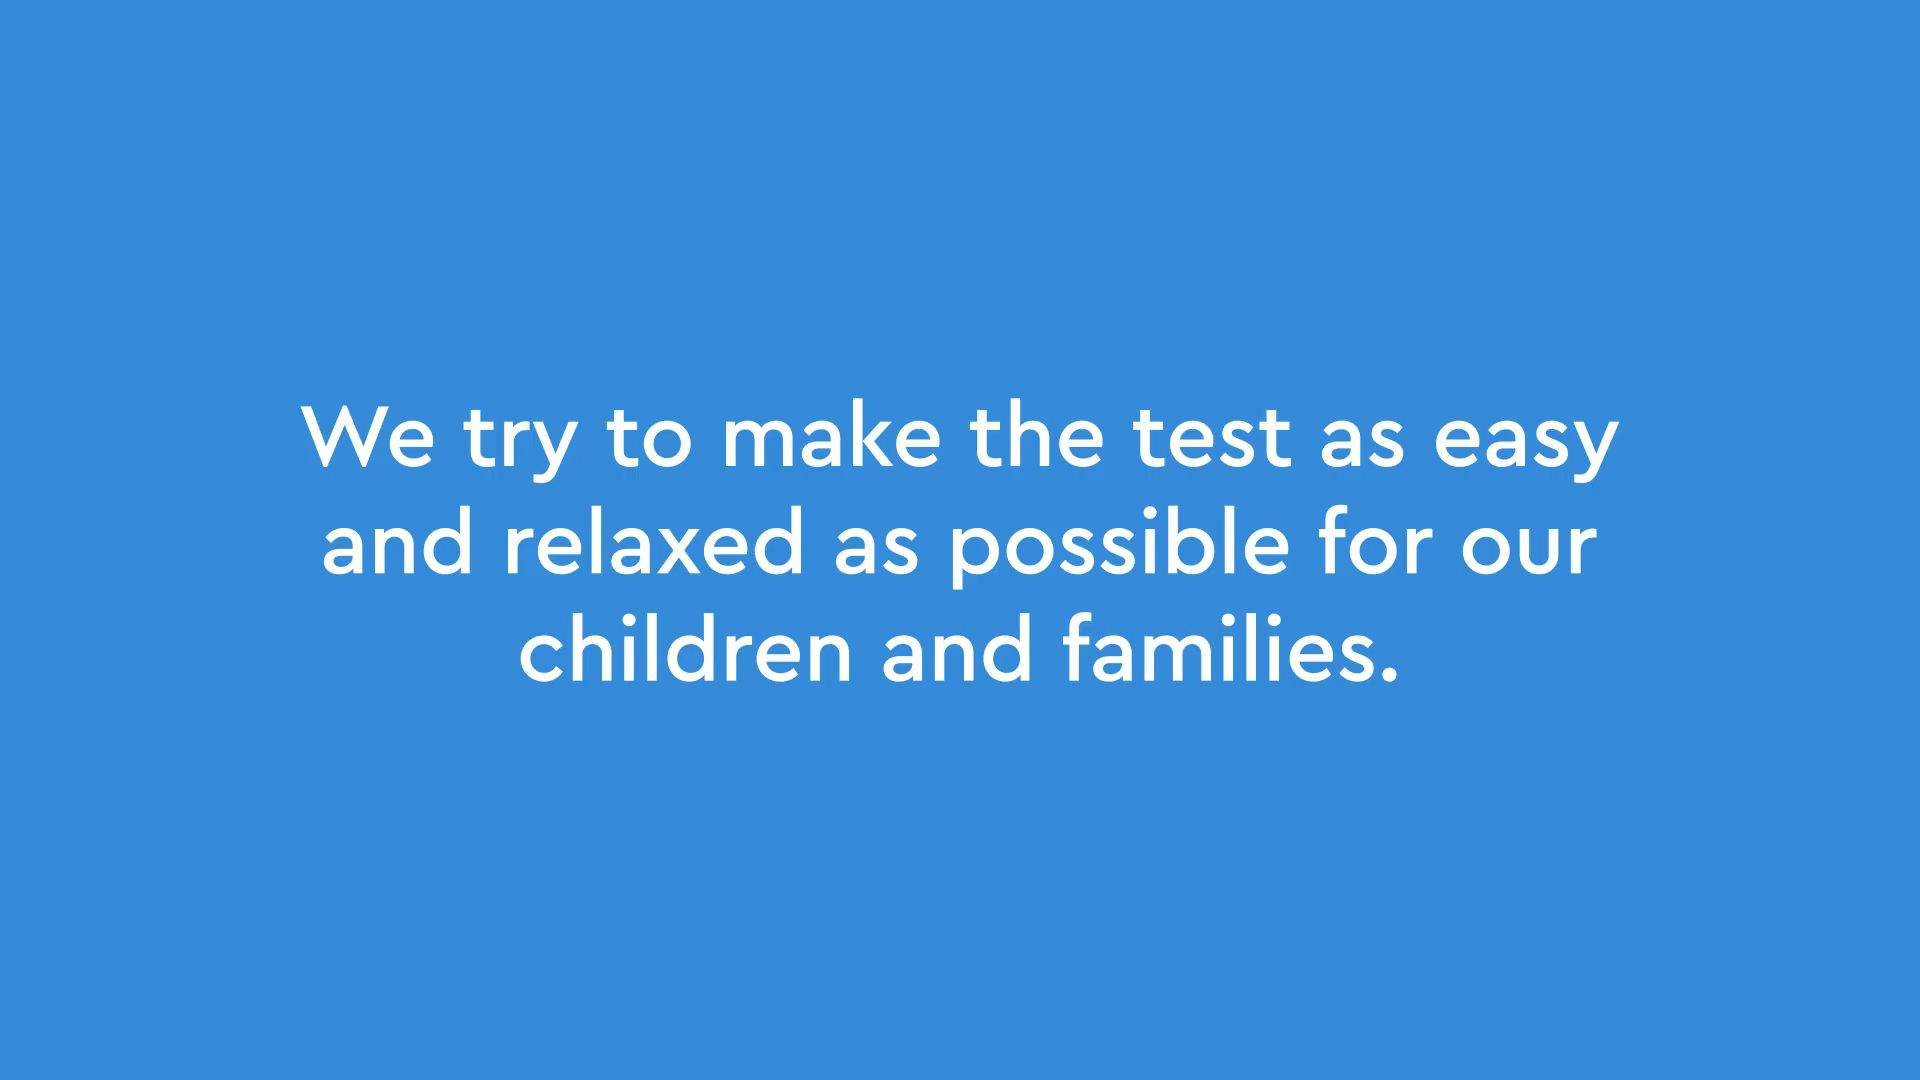 We try to make the test as easy
and relaxed as possible for our
children and families.